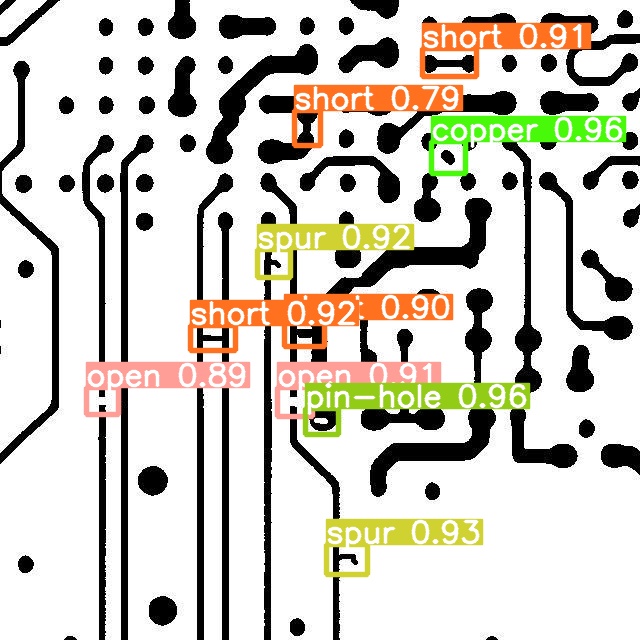 short 0.91
short 0.79
copper 0.96
spur 0.92
short 0.92
t 0.90
open 0.89
open 0.91
pin-hole 0.96
spur 0.93